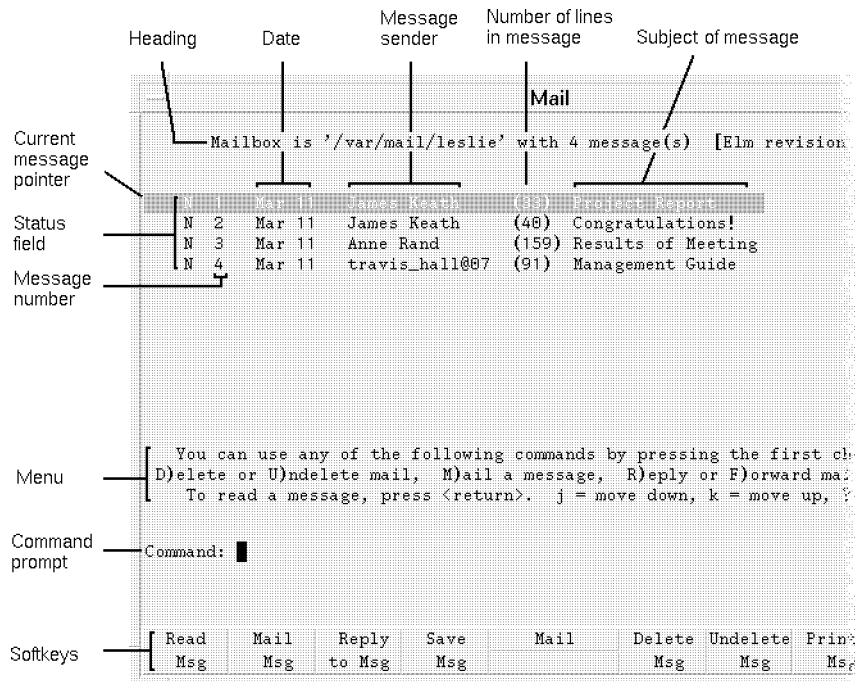 Heading
Date
Message
sender
Number of lines
in message
Subject of message
Mail
Current
message
pointer
Mailbox is '/var/mail/leslie' with 4 message(s) [Elm revision
N 1 Mar 11 James Keath (33) Project Report
Status
field
N 2 Mar 11 James Keath (40) Congratulations!
N 3 Mar 11 Anne Rand (159) Results of Meeting
N 4 Mar 11 travis_hall@07 (91) Management Guide
Message
number
Menu
You can use any of the following commands by pressing the first ch
D)elete or U)ndelete mail, M)ail a message, R)eply or F)orward mai
To read a message, press <return>. j = move down, k = move up,
Command
prompt
Command:
Softkeys
Read Mail Reply Save Mail Delete Undelete Print
Msg Msg to Msg Msg Msg Msg Ms